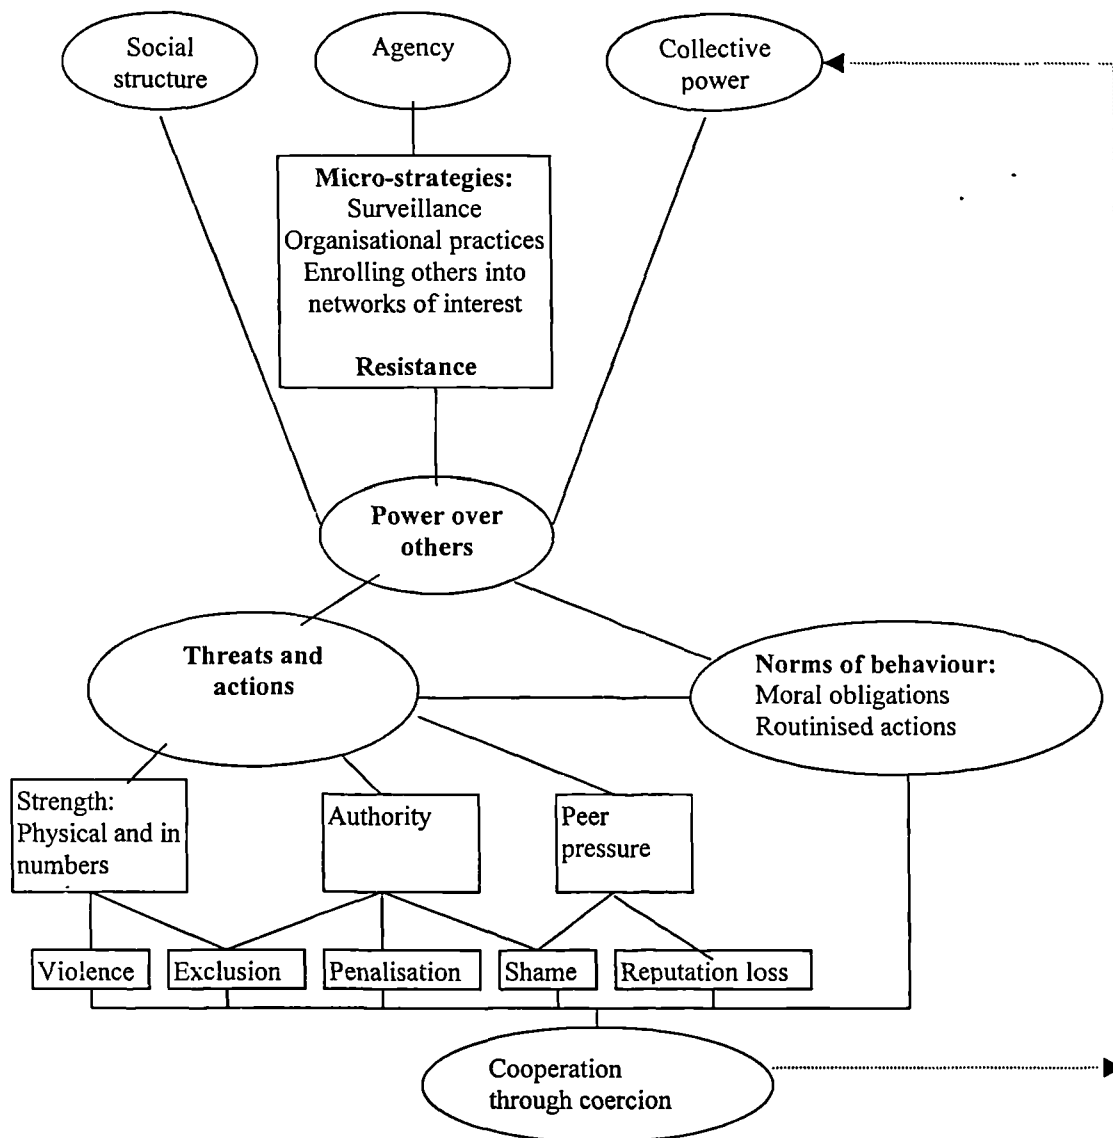 Social
structure
Agency
Collective
power
Micro-strategies:
Surveillance
Organisational practices
Enrolling others into
networks of interest
Resistance
Power over
others
Threats and
actions
Norms of behaviour:
Moral obligations
Routinised actions
Strength:
Physical and in
numbers
Authority
Peer
pressure
Violence
Exclusion
Penalisation
Shame
Reputation loss
Cooperation
through coercion